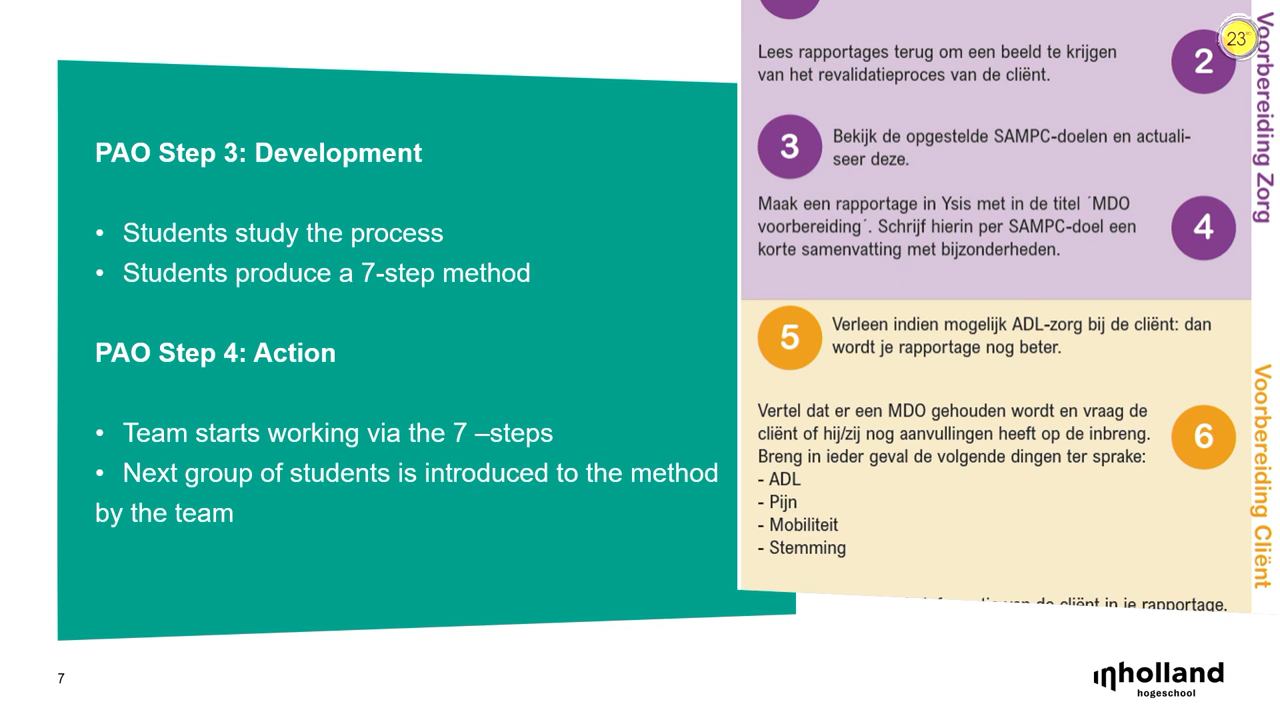 PAO Step 3: Development
• Students study the process
• Students produce a 7-step method
PAO Step 4: Action
• Team starts working via the 7 –steps
• Next group of students is introduced to the method
by the team
Lees rapportages terug om een beeld te krijgen
van het revalidatieproces van de cliënt.
2
3
Bekijk de opgestelde SAMPC-doelen en actuali-
seer deze.
Maak een rapportage in Ysis met in de titel ´MDO
voorbereiding´. Schrijf hierin per SAMPC-doel een
korte samenvatting met bijzonderheden.
4
5
Verleen indien mogelijk ADL-zorg bij de cliënt: dan
wordt je rapportage nog beter.
Vertel dat er een MDO gehouden wordt en vraag de
cliënt of hij/zij nog aanvullingen heeft op de inbreng.
Breng in ieder geval de volgende dingen ter sprake:
- ADL
- Pijn
- Mobiliteit
- Stemming
6
van de cliënt in je rapportage.
Voorbereiding Zorg
Voorbereiding Cliënt
23°
7
inholland
hogeschool